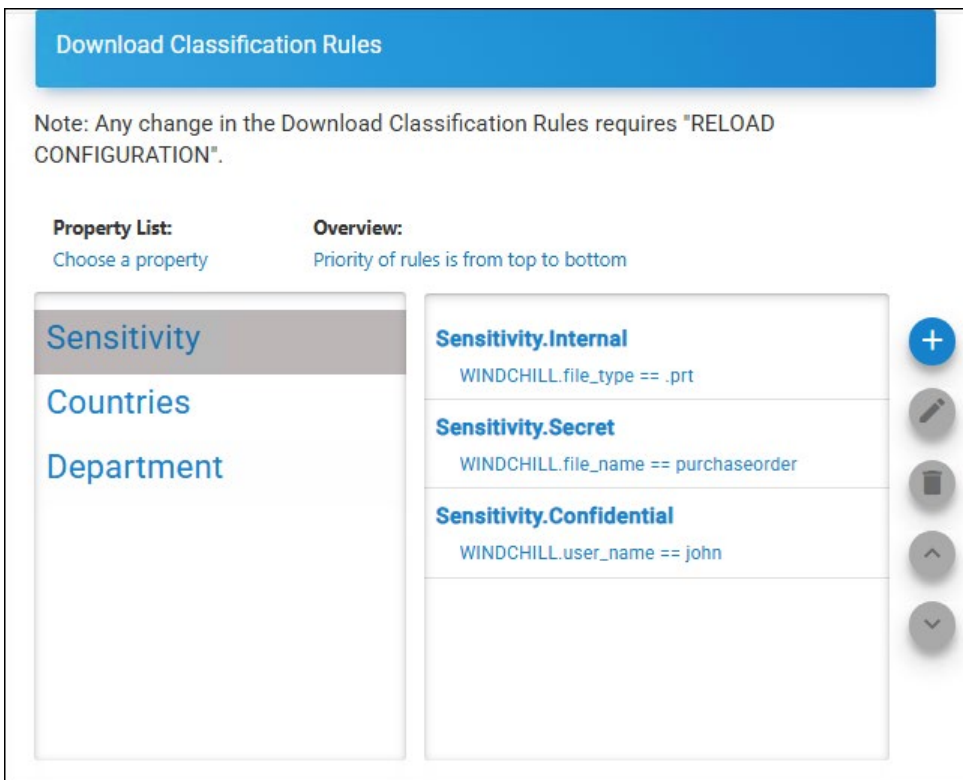 Download Classification Rules
Note: Any change in the Download Classification Rules requires "RELOAD
CONFIGURATION".
Property List:
Choose a property
Overview:
Priority of rules is from top to bottom
Sensitivity
Countries
Department
Sensitivity.Internal
WINDCHILL.file_type == .prt
Sensitivity.Secret
WINDCHILL.file_name == purchaseorder
Sensitivity.Confidential
WINDCHILL.user_name == john